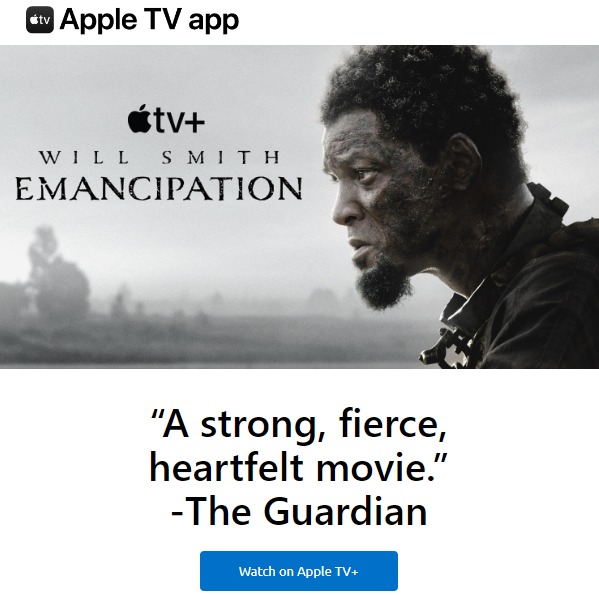 tv Apple TV app
tv+
WILL SMITH
EMANCIPATION
“A strong, fierce,
heartfelt movie.”
-The Guardian
Watch on Apple TV+